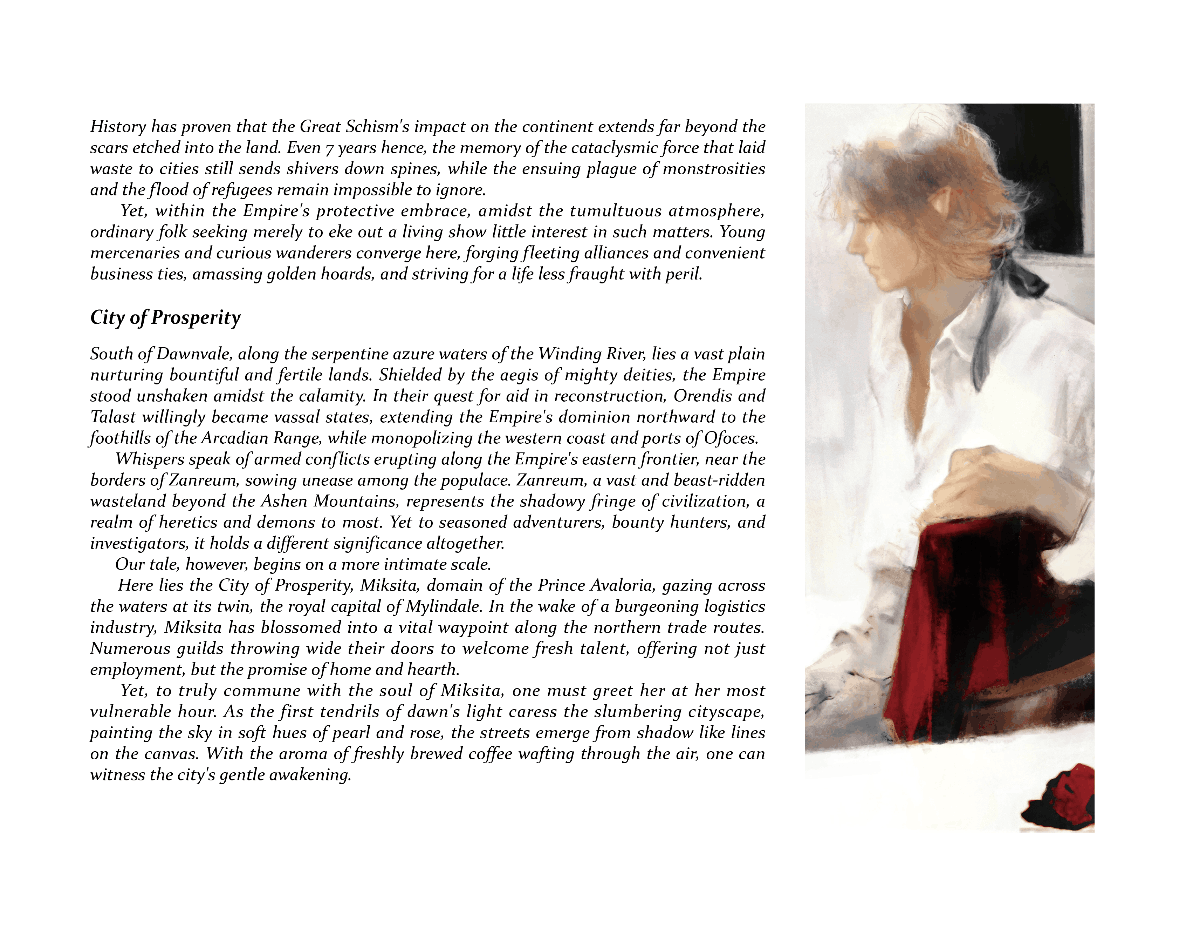 History has proven that the Great Schism's impact on the continent extends far beyond the
scars etched into the land. Even 7 years hence, the memory of the cataclysmic force that laid
waste to cities still sends shivers down spines, while the ensuing plague of monstrosities
and the flood of refugees remain impossible to ignore.
Yet, within the Empire's protective embrace, amidst the tumultuous atmosphere,
ordinary folk seeking merely to eke out a living show little interest in such matters. Young
mercenaries and curious wanderers converge here, forging fleeting alliances and convenient
business ties, amassing golden hoards, and striving for a life less fraught with peril.
City of Prosperity
South of Dawnvale, along the serpentine azure waters of the Winding River, lies a vast plain
nurturing bountiful and fertile lands. Shielded by the aegis of mighty deities, the Empire
stood unshaken amidst the calamity. In their quest for aid in reconstruction, Orendis and
Talast willingly became vassal states, extending the Empire's dominion northward to the
foothills of the Arcadian Range, while monopolizing the western coast and ports of Ofoces.
Whispers speak of armed conflicts erupting along the Empire's eastern frontier, near the
borders of Zanreum, sowing unease among the populace. Zanreum, a vast and beast-ridden
wasteland beyond the Ashen Mountains, represents the shadowy fringe of civilization, a
realm of heretics and demons to most. Yet to seasoned adventurers, bounty hunters, and
investigators, it holds a different significance altogether.
Our tale, however, begins on a more intimate scale.
Here lies the City of Prosperity, Miksita, domain of the Prince Avaloria, gazing across
the waters at its twin, the royal capital of Mylindale. In the wake of a burgeoning logistics
industry, Miksita has blossomed into a vital waypoint along the northern trade routes.
Numerous guilds throwing wide their doors to welcome fresh talent, offering not just
employment, but the promise of home and hearth.
Yet, to truly commune with the soul of Miksita, one must greet her at her most
vulnerable hour. As the first tendrils of dawn's light caress the slumbering cityscape,
painting the sky in soft hues of pearl and rose, the streets emerge from shadow like lines
on the canvas. With the aroma of freshly brewed coffee wafting through the air, one can
witness the city's gentle awakening.